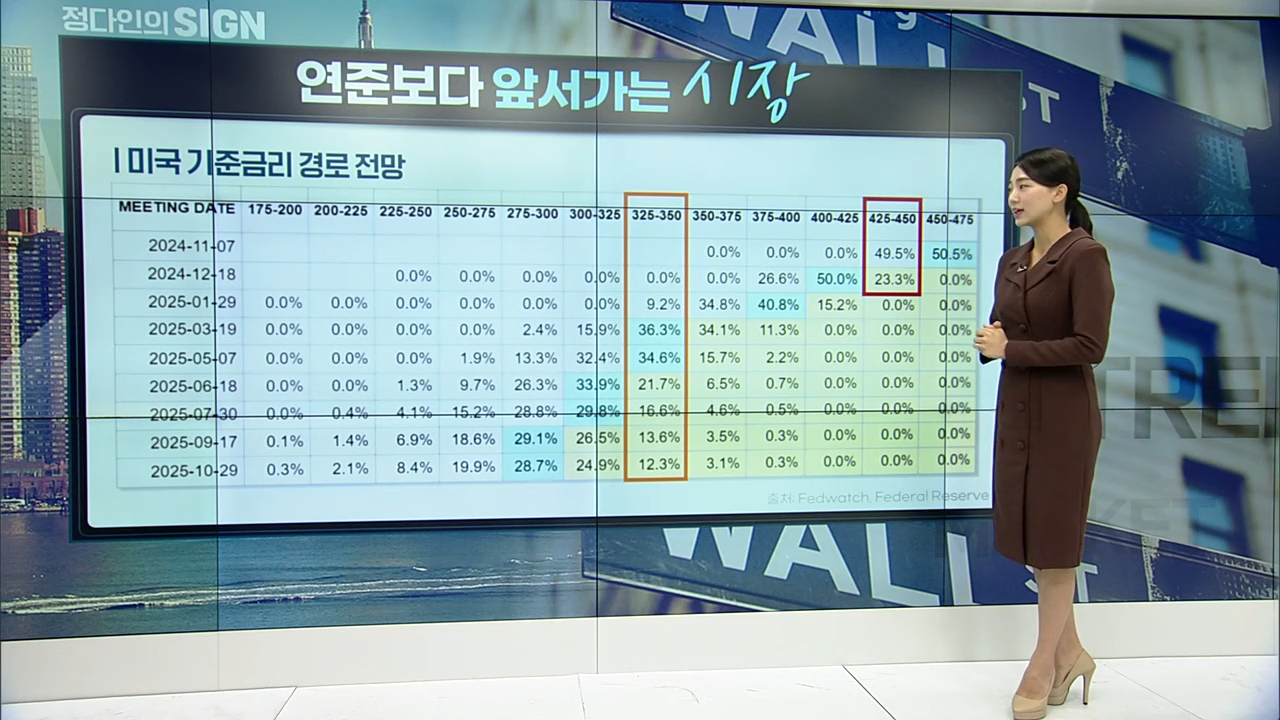 정다인의 SIGN
연준보다 앞서가는 시장
미국 기준금리 경로 전망
MEETING DATE 175-200 200-225 225-250 250-275 275-300 300-325 325-350 350-375 375-400 400-425 425-450 450-475
2024-11-07 0.0% 0.0% 0.0% 49.5% 50.5%
2024-12-18 0.0% 0.0% 0.0% 0.0% 0.0% 0.0% 26.6% 50.0% 23.3% 0.0%
2025-01-29 0.0% 0.0% 0.0% 0.0% 0.0% 0.0% 9.2% 34.8% 40.8% 15.2% 0.0% 0.0%
2025-03-19 0.0% 0.0% 0.0% 0.0% 2.4% 15.9% 36.3% 34.1% 11.3% 0.0% 0.0% 0.0%
2025-05-07 0.0% 0.0% 0.0% 1.9% 13.3% 32.4% 34.6% 15.7% 2.2% 0.0% 0.0% 0.0%
2025-06-18 0.0% 0.0% 1.3% 9.7% 26.3% 33.9% 21.7% 6.5% 0.7% 0.0% 0.0% 0.0%
2025-07-30 0.0% 0.4% 4.1% 15.2% 28.8% 29.8% 16.6% 4.6% 0.5% 0.0% 0.0% 0.0%
2025-09-17 0.1% 1.4% 6.9% 18.6% 29.1% 26.5% 13.6% 3.5% 0.3% 0.0% 0.0% 0.0%
2025-10-29 0.3% 2.1% 8.4% 19.9% 28.7% 24.9% 12.3% 3.1% 0.3% 0.0% 0.0% 0.0%
출처: Fedwatch, Federal Reserve
WALL ST
WALL ST
TRE
KET